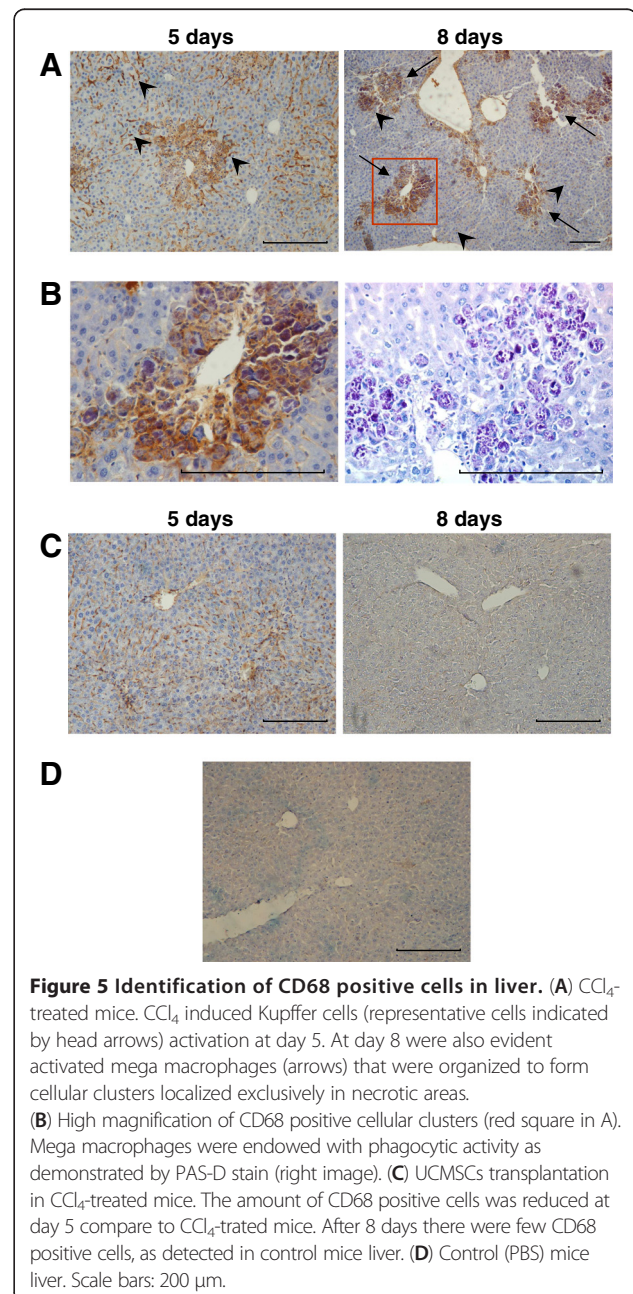 5 days 8 days
A
B
5 days 8 days
C
D
Figure 5 Identification of CD68 positive cells in liver. (A) CCl₄-
treated mice. CCl₄ induced Kupffer cells (representative cells indicated
by head arrows) activation at day 5. At day 8 were also evident
activated mega macrophages (arrows) that were organized to form
cellular clusters localized exclusively in necrotic areas.
(B) High magnification of CD68 positive cellular clusters (red square in A).
Mega macrophages were endowed with phagocytic activity as
demonstrated by PAS-D stain (right image). (C) UCMSCs transplantation
in CCl₄-treated mice. The amount of CD68 positive cells was reduced at
day 5 compare to CCl₄-trated mice. After 8 days there were few CD68
positive cells, as detected in control mice liver. (D) Control (PBS) mice
liver. Scale bars: 200 μm.